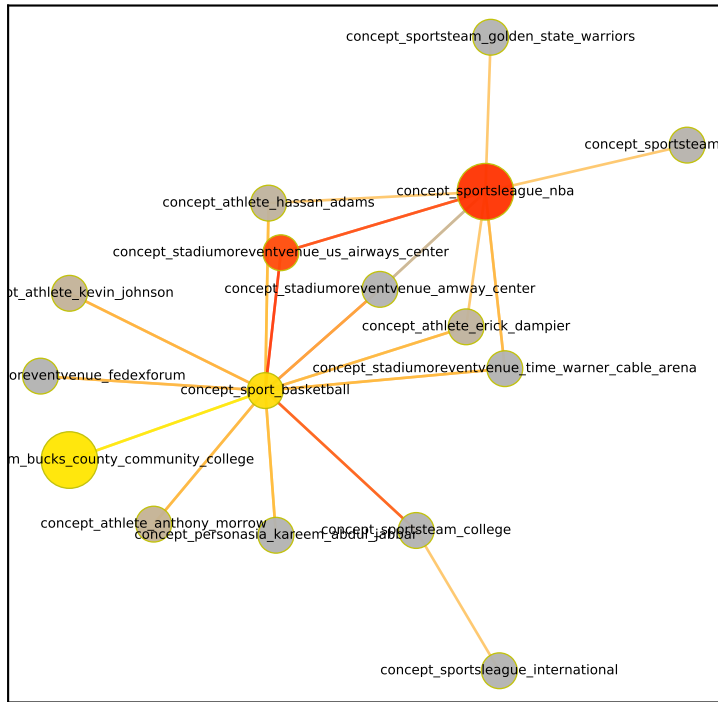 concept_sportsteam_golden_state_warriors
concept_sportsteam
concept_sportsleague_nba
concept_athlete_hassan_adams
concept_stadiumoreventvenue_us_airways_center
concept_stadiumoreventvenue_amway_center
pt_athlete_kevin_johnson
concept_athlete_erick_dampier
concept_stadiumoreventvenue_time_warner_cable_arena
oreventvenue_fedexforum
concept_sport_basketball
m_bucks_county_community_college
concept_athlete_anthony_morrow
concept_personasia_kareem_abdul_jabbar
concept_sportsteam_college
concept_sportsleague_international